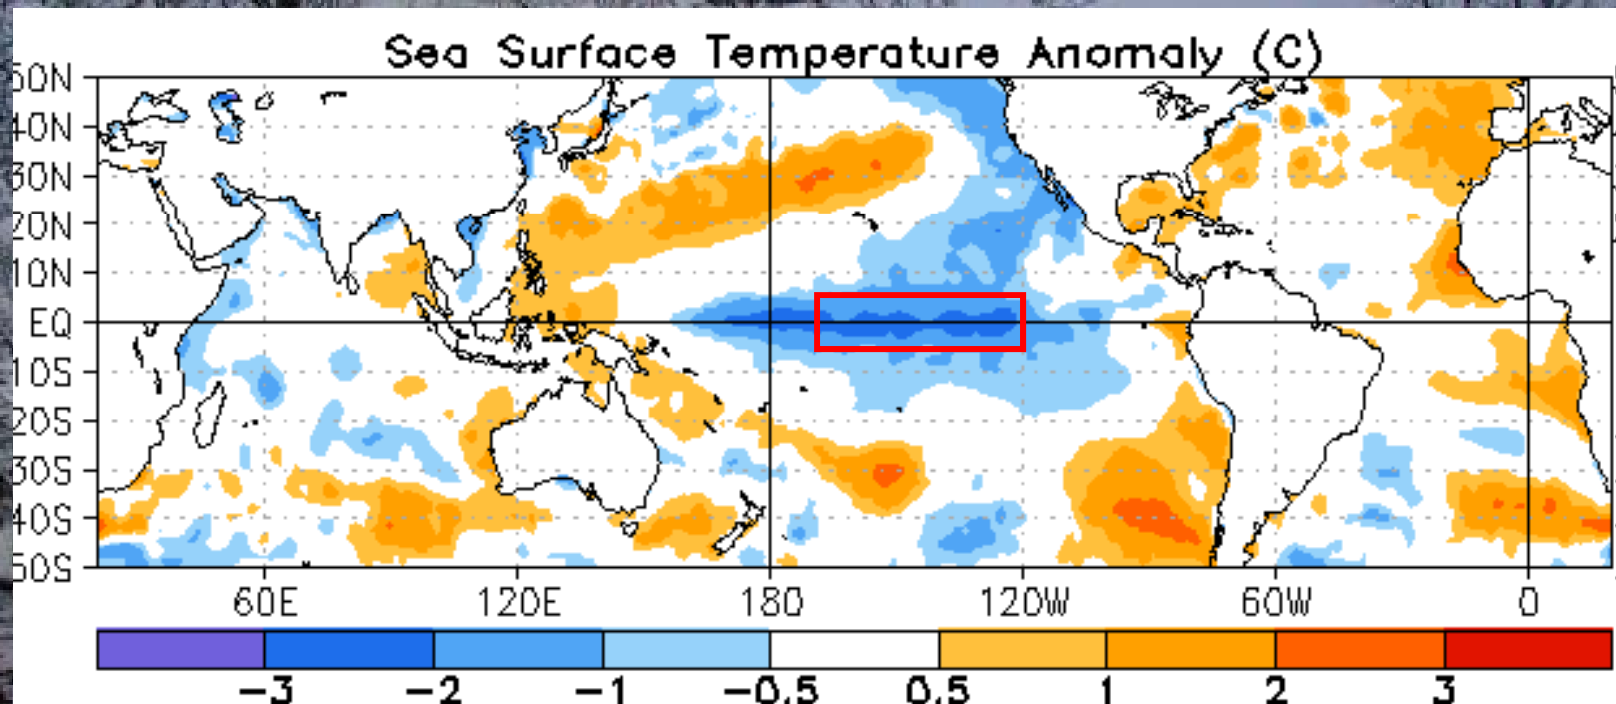 Sea Surface Temperature Anomaly (C)
50N
40N
30N
20N
10N
EQ
10S
20S
30S
40S
50S
60E 120E 180 120W 60W 0
-3 -2 -1 -0.5 0.5 1 2 3